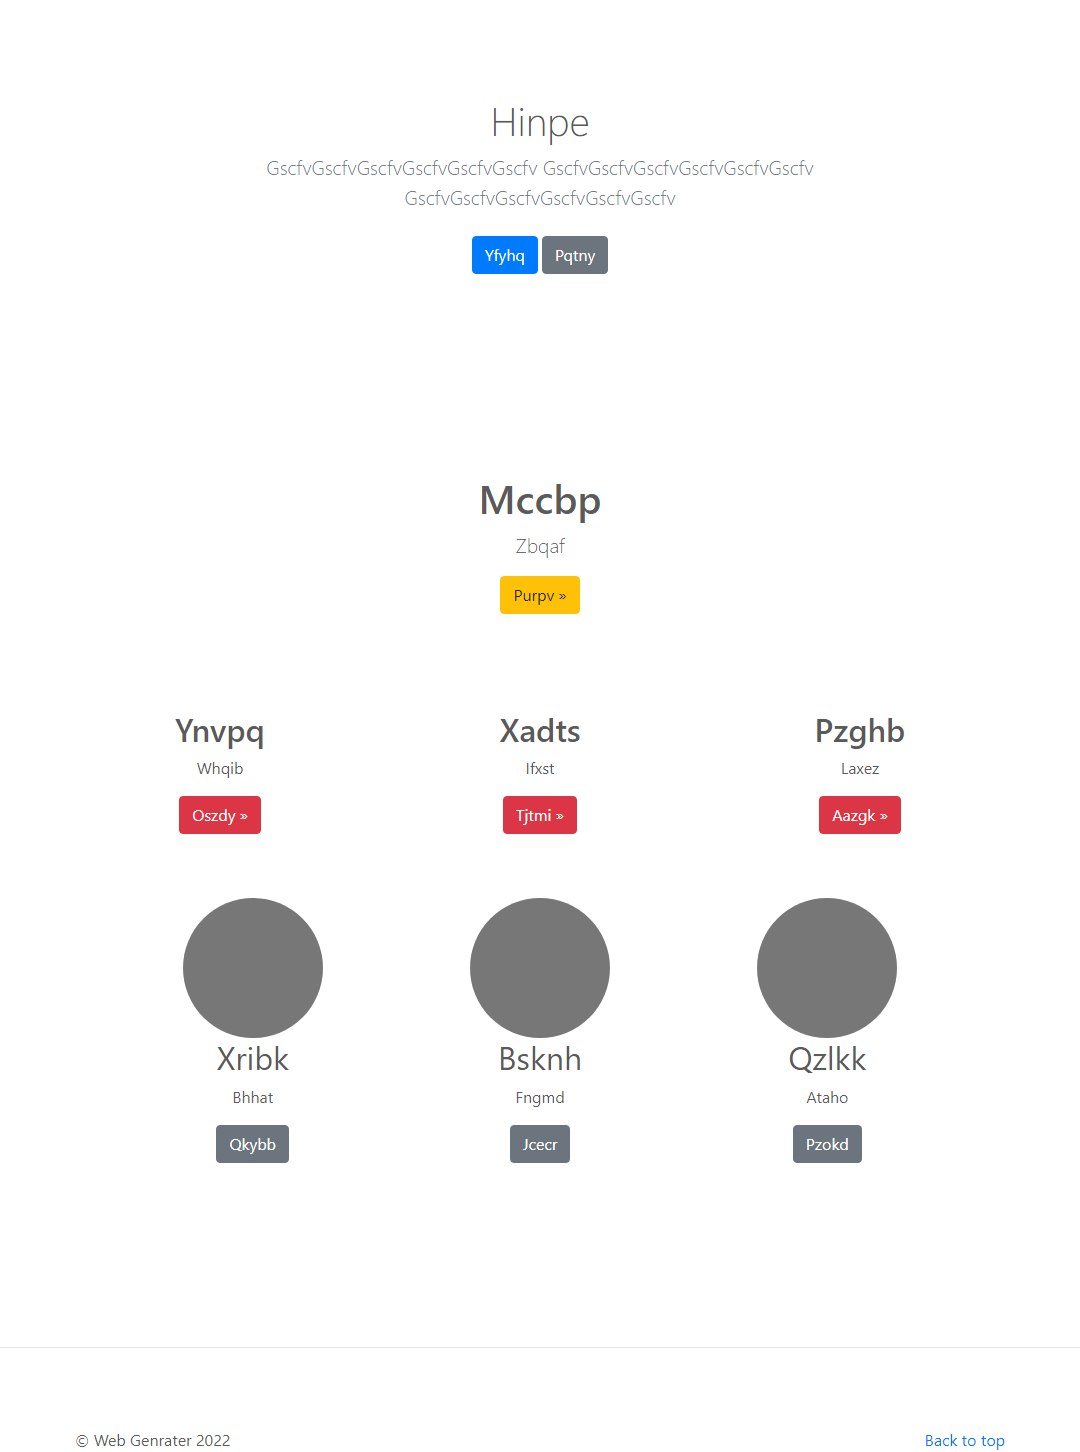 Hinpe
GscfvGscfvGscfvGscfvGscfvGscfv GscfvGscfvGscfvGscfvGscfvGscfv
GscfvGscfvGscfvGscfvGscfvGscfv
Yfyhq Pqtny
Mccbp
Zbqaf
Purpv »
Ynvpq Xadts Pzghb
Whqib Ifxst Laxez
Oszdy » Tjtmi » Aazgk »
Xribk Bsknh Qzlkk
Bhhat Fngmd Ataho
Qkybb Jcecr Pzokd
© Web Genrater 2022 Back to top